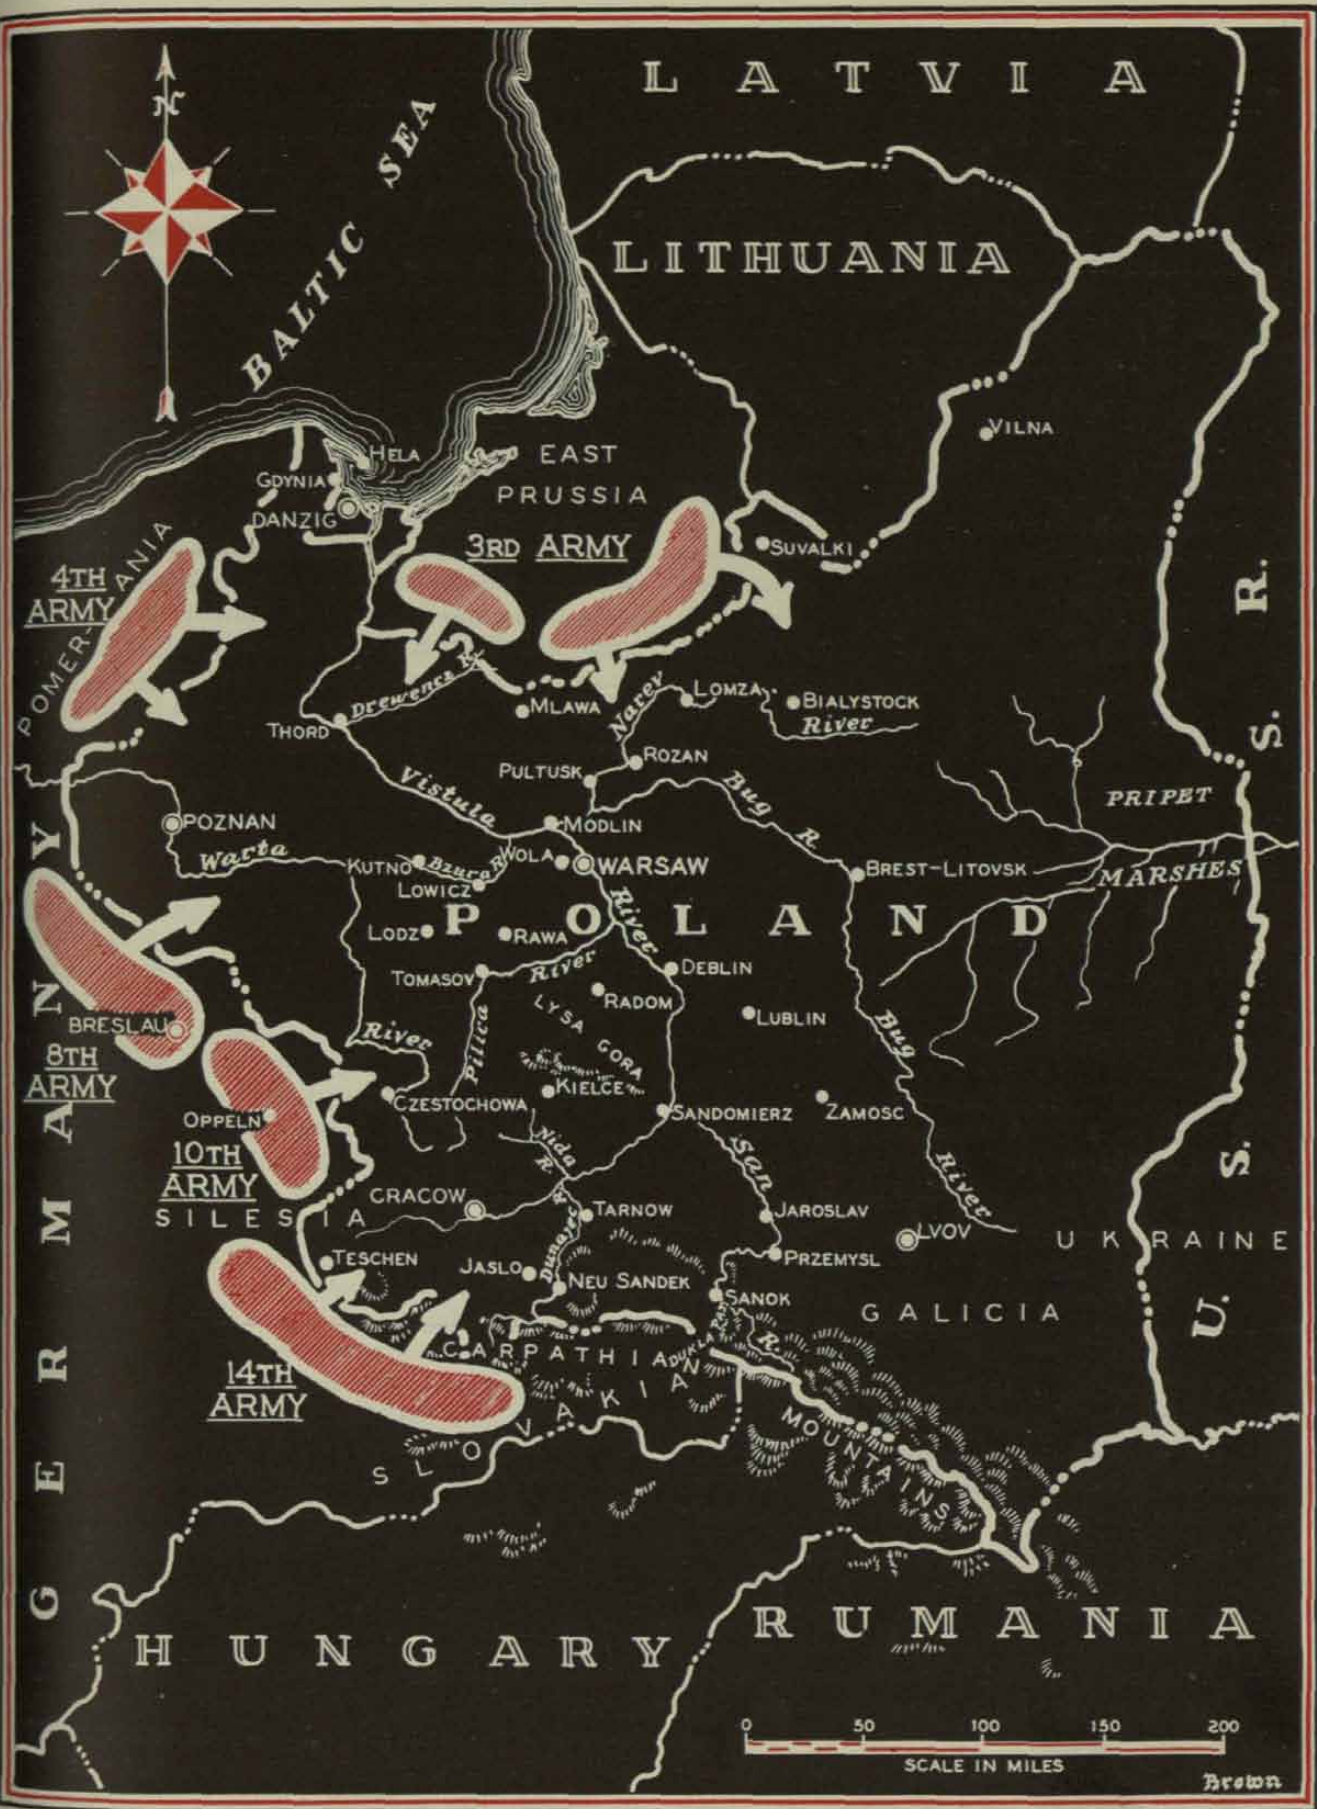 LATVIA
N
BALTIC SEA
LITHUANIA
VILNA
HELA
GDYNIA
DANZIG
EAST
PRUSSIA
3RD ARMY
SUVALKI
4TH
ARMY
POMER-
ANIA
Drewencz R.
THORD
MLAWA
Narev
LOMZA
BIALYSTOCK
River
ROZAN
PULTUSK
Vistula
Bug R.
PRIPET
MARSHES
POZNAN
Warta
MODLIN
KUTNO
Bzura R.
WOLA
WARSAW
LOWICZ
BREST-LITOVSK
POLAND
River
LODZ
RAWA
TOMASOV
River
DEBLIN
RADOM
LYSA
GORA
LUBLIN
BRESLAU
8TH
ARMY
River
Pilica
Bug
KIELCE
CZESTOCHOWA
SANDOMIERZ
ZAMOSC
OPPELN
10TH
ARMY
Nida
R.
San
River
SILESIA
CRACOW
TARNOW
JAROSLAV
LVOV
UKRAINE
Dunajec R.
TESCHEN
JASLO
NEU SANDEK
PRZEMYSL
SANOK
GALICIA
R.
14TH
ARMY
CARPATHIAN
DUKLA
PASS
MOUNTAINS
SLOVAKIA
GERMANY
U.S.S.R.
HUNGARY
RUMANIA
0 50 100 150 200
SCALE IN MILES
Brown